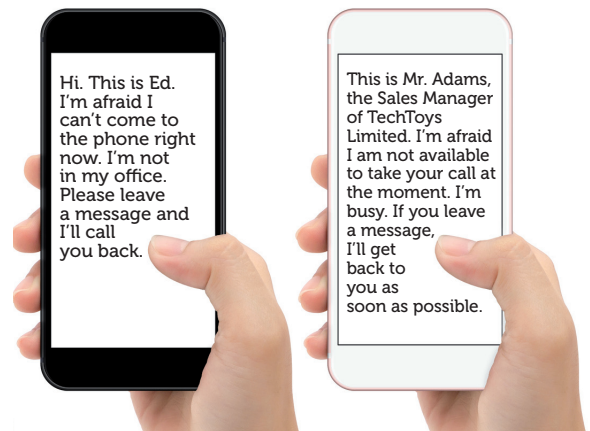 Hi. This is Ed.
I'm afraid I
can't come to
the phone right
now. I'm not
in my office.
Please leave
a message and
I'll call
you back.
This is Mr. Adams,
the Sales Manager
of TechToys
Limited. I'm afraid
I am not available
to take your call at
the moment. I'm
busy. If you leave
a message,
I'll get
back to
you as
soon as possible.